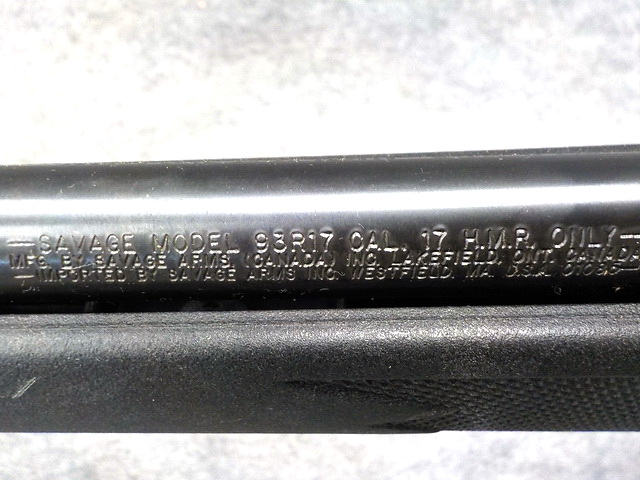 —SAVAGE MODEL 93R17 CAL. 17 H.M.R. ONLY—
MFG BY SAVAGE ARMS (CANADA) INC. LAKEFIELD, ONT. CANADA
IMPORTED BY SAVAGE ARMS INC. WESTFIELD, MA. U.S.A. 01085